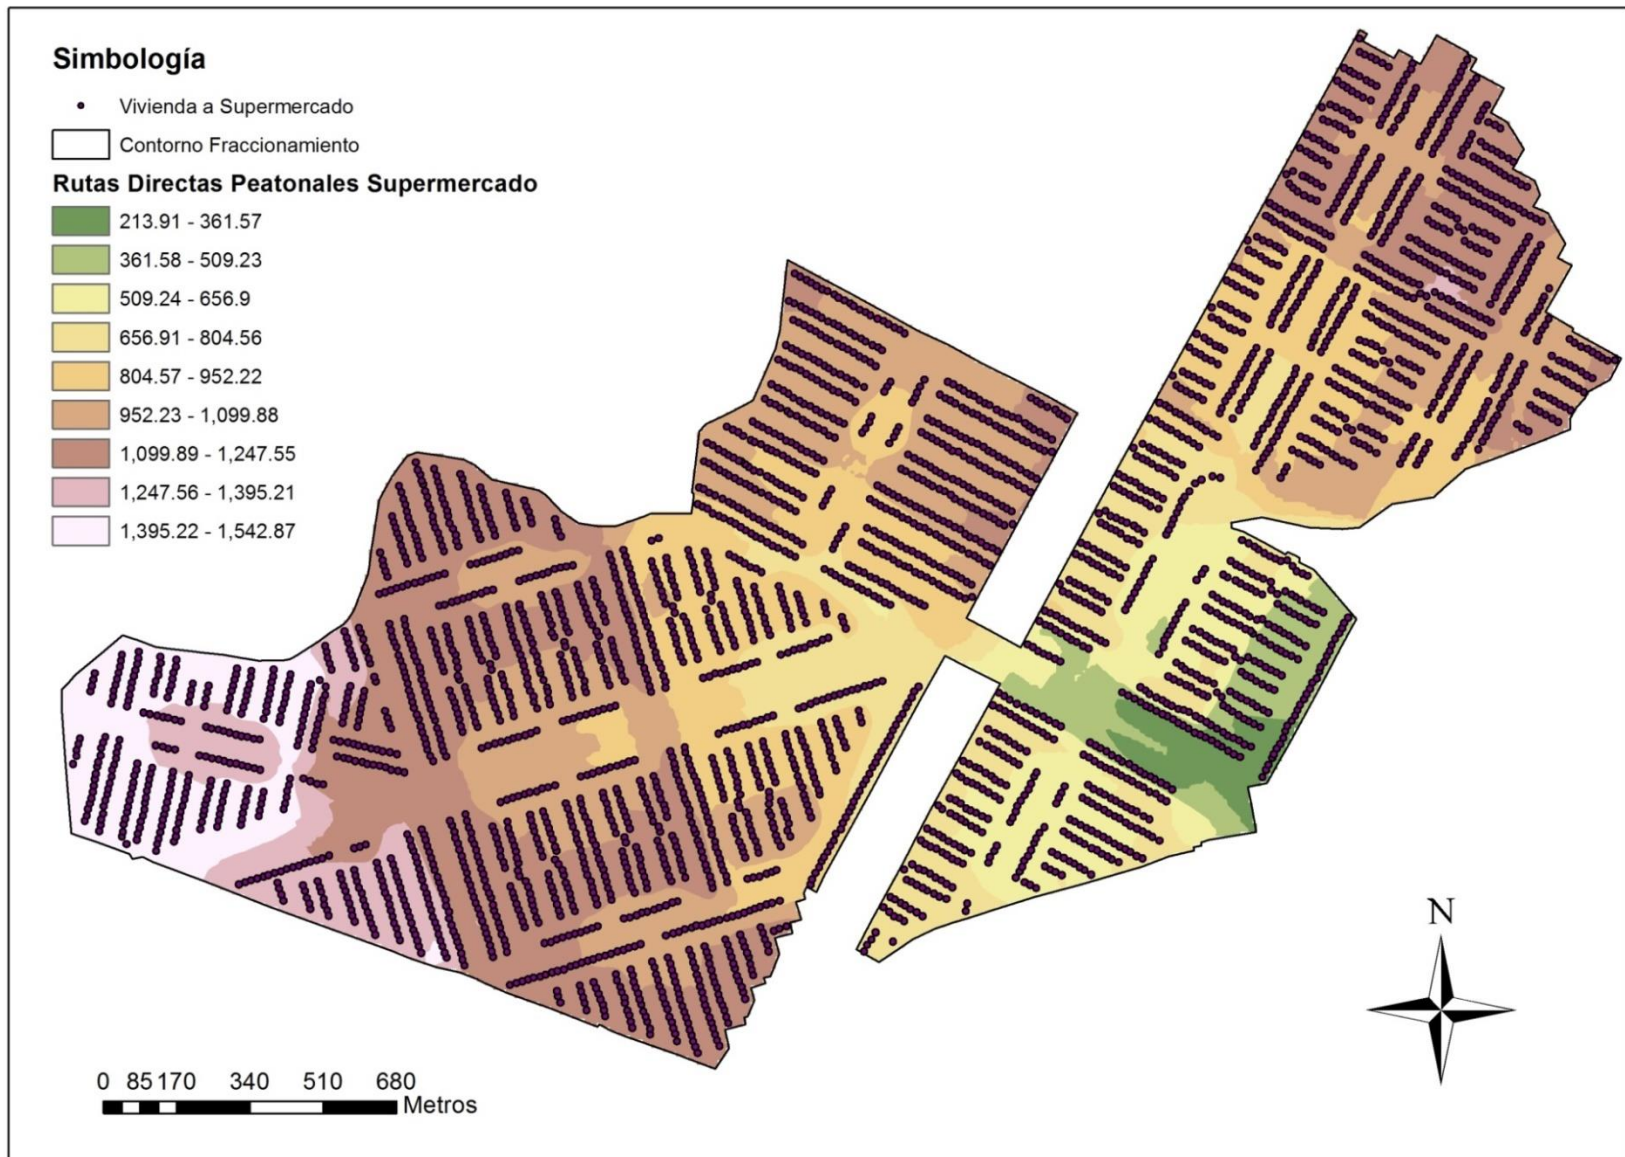 Simbología
Vivienda a Supermercado
Contorno Fraccionamiento
Rutas Directas Peatonales Supermercado
213.91 - 361.57
361.58 - 509.23
509.24 - 656.9
656.91 - 804.56
804.57 - 952.22
952.23 - 1,099.88
1,099.89 - 1,247.55
1,247.56 - 1,395.21
1,395.22 - 1,542.87
N
0 85 170 340 510 680
Metros